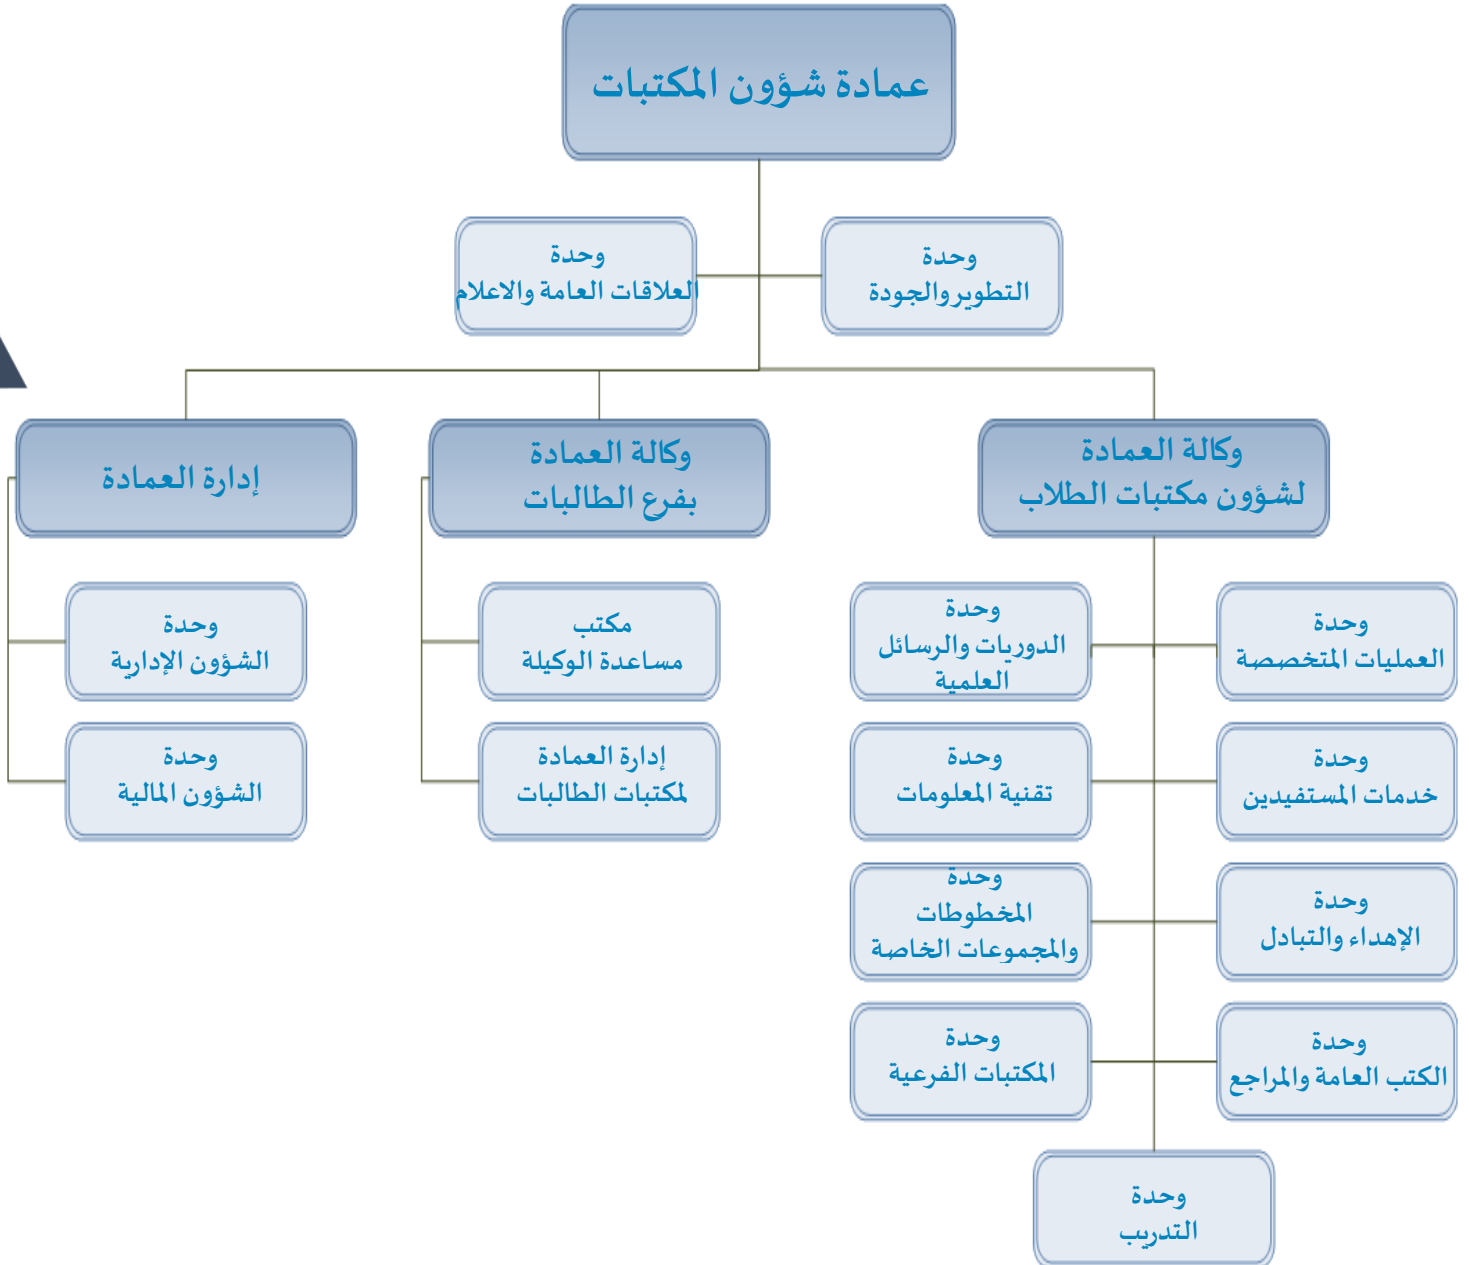 عمادة شؤون المكتبات
وحدة
التطوير والجودة
وحدة
العلاقات العامة والاعلام
وكالة العمادة
لشؤون مكتبات الطلاب
وكالة العمادة
بفرع الطالبات
إدارة العمادة
وحدة
العمليات المتخصصة
وحدة
الدوريات والرسائل
العلمية
مكتب
مساعدة الوكيلة
وحدة
الشؤون الإدارية
وحدة
خدمات المستفيدين
وحدة
تقنية المعلومات
إدارة العمادة
لمكتبات الطالبات
وحدة
الشؤون المالية
وحدة
الإهداء والتبادل
وحدة
المخطوطات
والمجموعات الخاصة
وحدة
الكتب العامة والمراجع
وحدة
المكتبات الفرعية
وحدة
التدريب